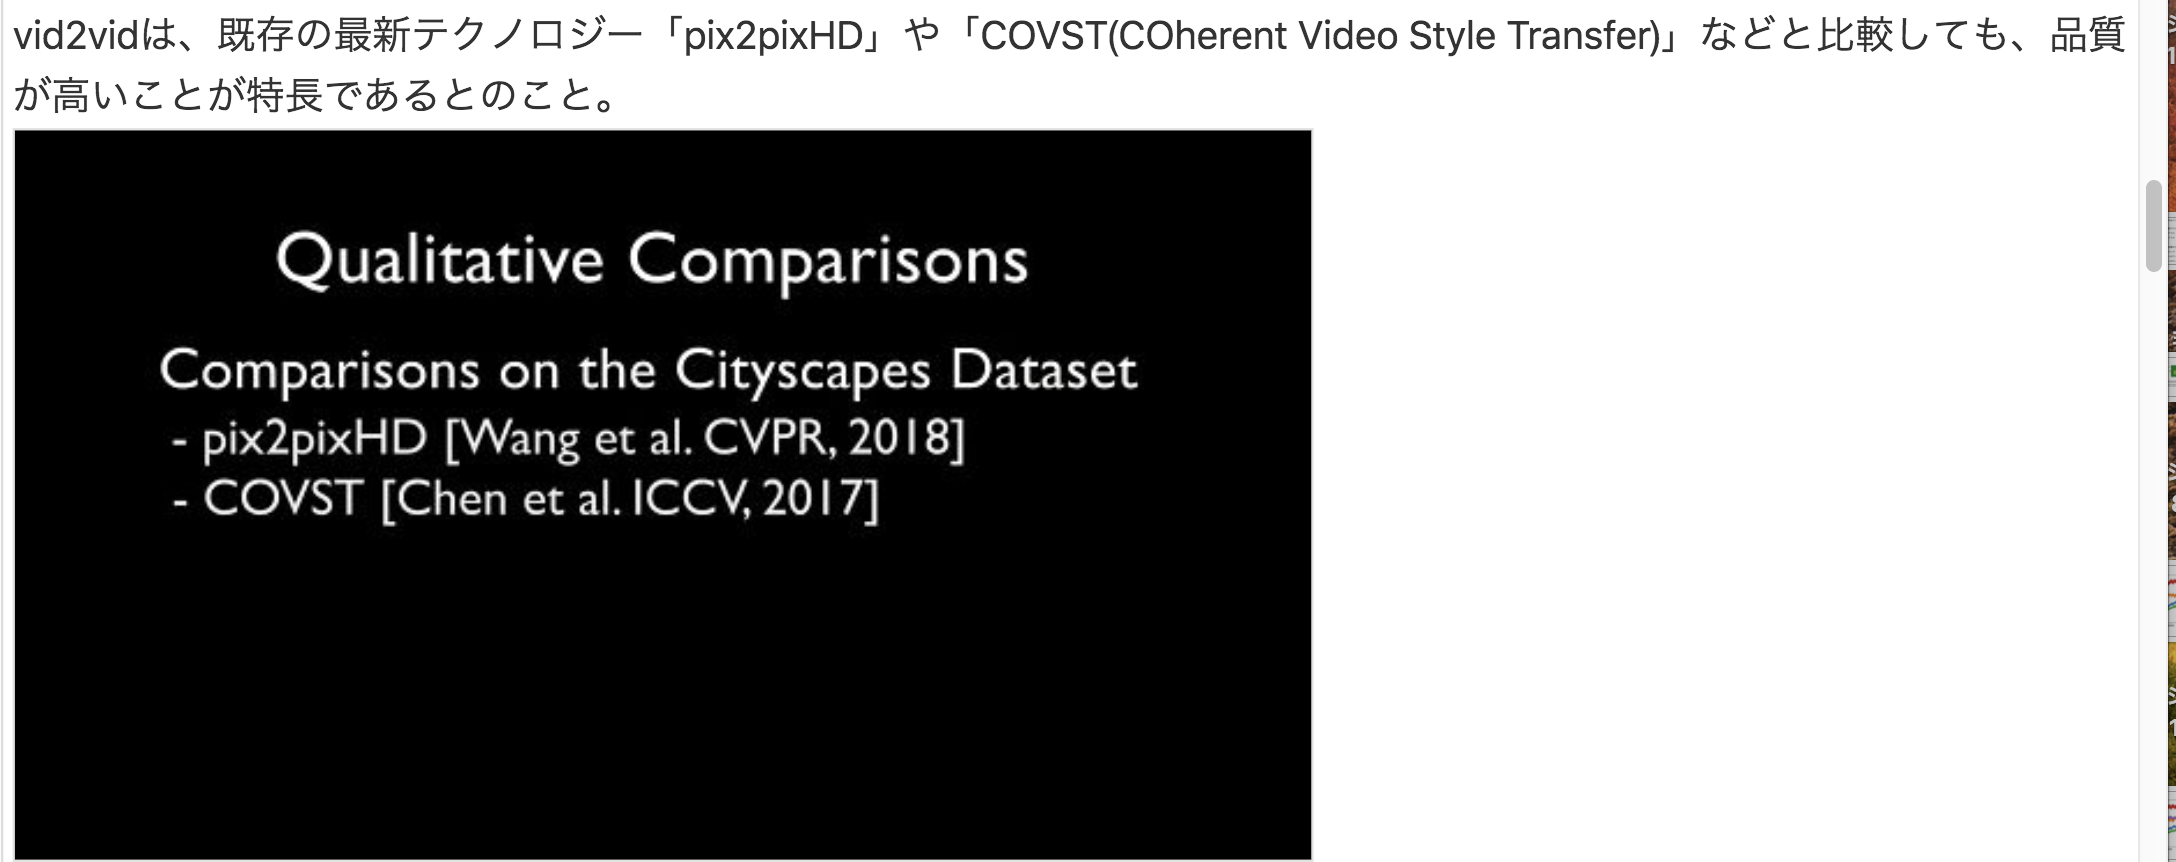 vid2vidは、既存の最新テクノロジー「pix2pixHD」や「COVST(COherent Video Style Transfer)」などと比較しても、品質
が高いことが特長であるとのこと。
Qualitative Comparisons
Comparisons on the Cityscapes Dataset
- pix2pixHD [Wang et al. CVPR, 2018]
- COVST [Chen et al. ICCV, 2017]